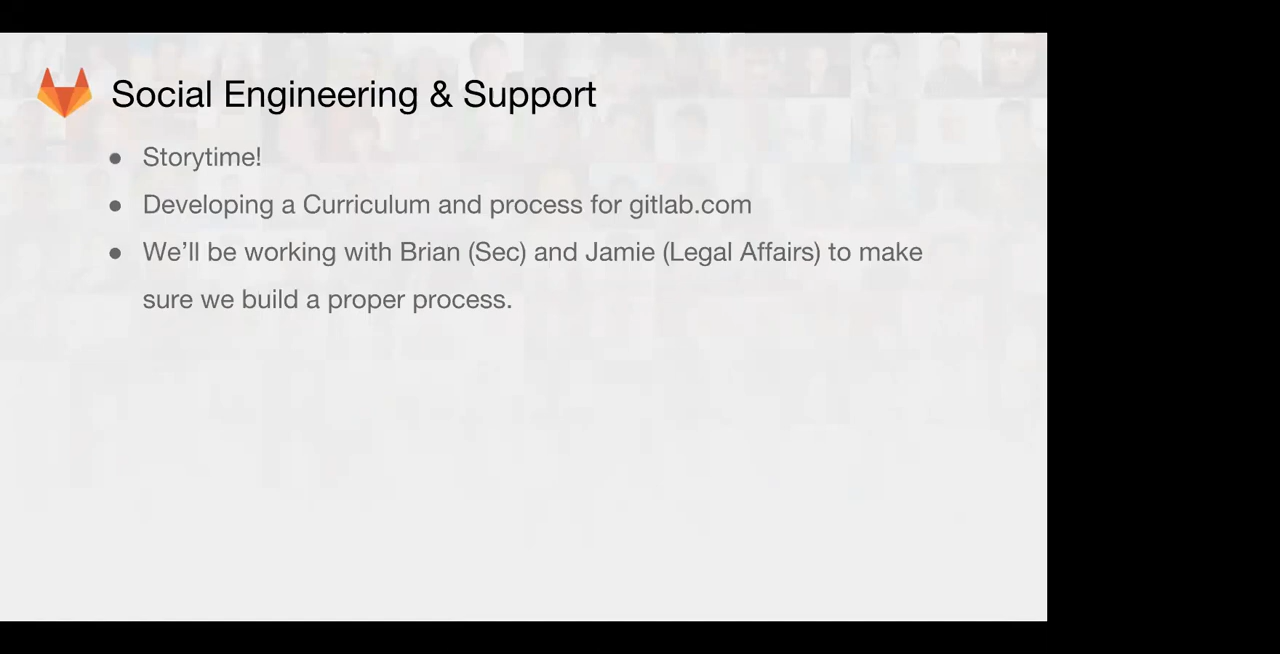 Social Engineering & Support
● Storytime!
● Developing a Curriculum and process for gitlab.com
● We’ll be working with Brian (Sec) and Jamie (Legal Affairs) to make
sure we build a proper process.